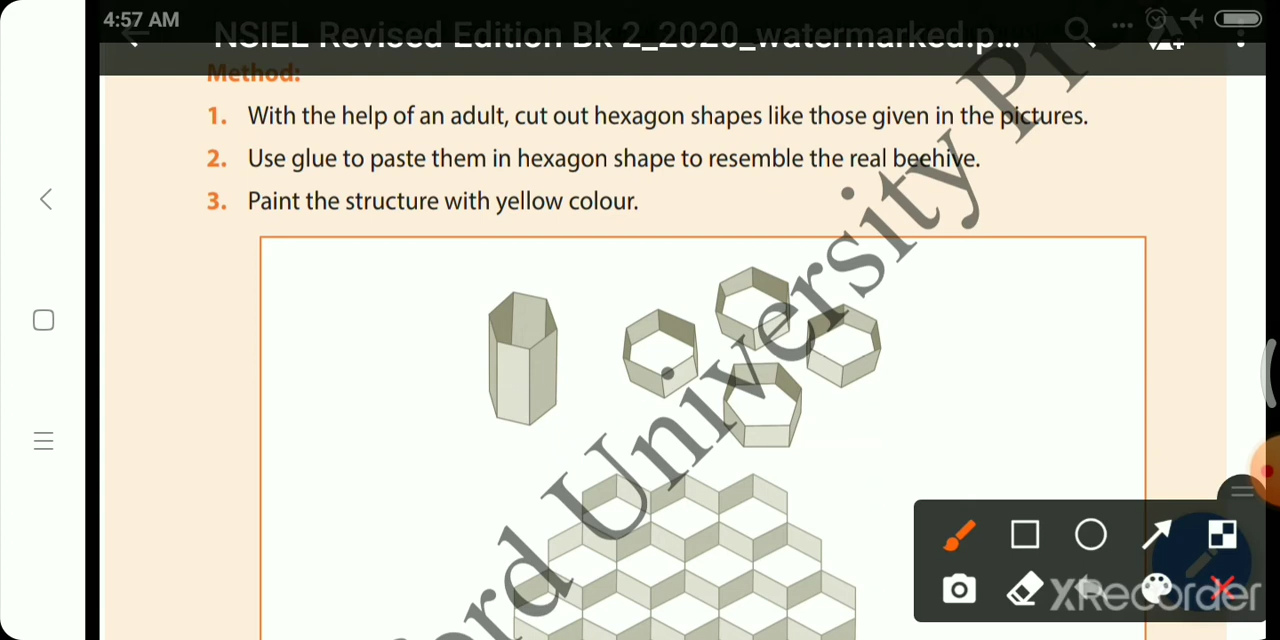 4:57 AM
NSIEL Revised Edition Bk 2_2020_watermarked.p...
Method:
1. With the help of an adult, cut out hexagon shapes like those given in the pictures.
2. Use glue to paste them in hexagon shape to resemble the real beehive.
3. Paint the structure with yellow colour.
ord University Pr
XRecorder